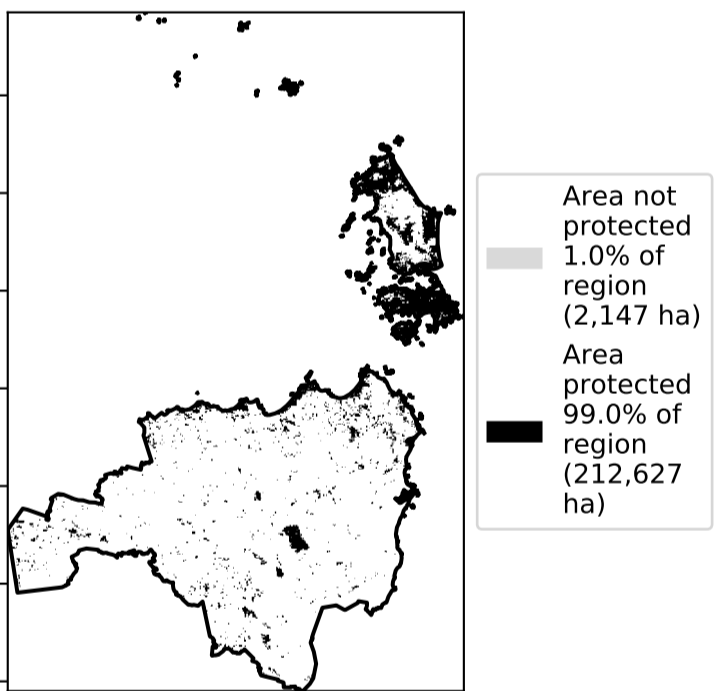 Area not
protected
1.0% of
region
(2,147 ha)
Area
protected
99.0% of
region
(212,627
ha)